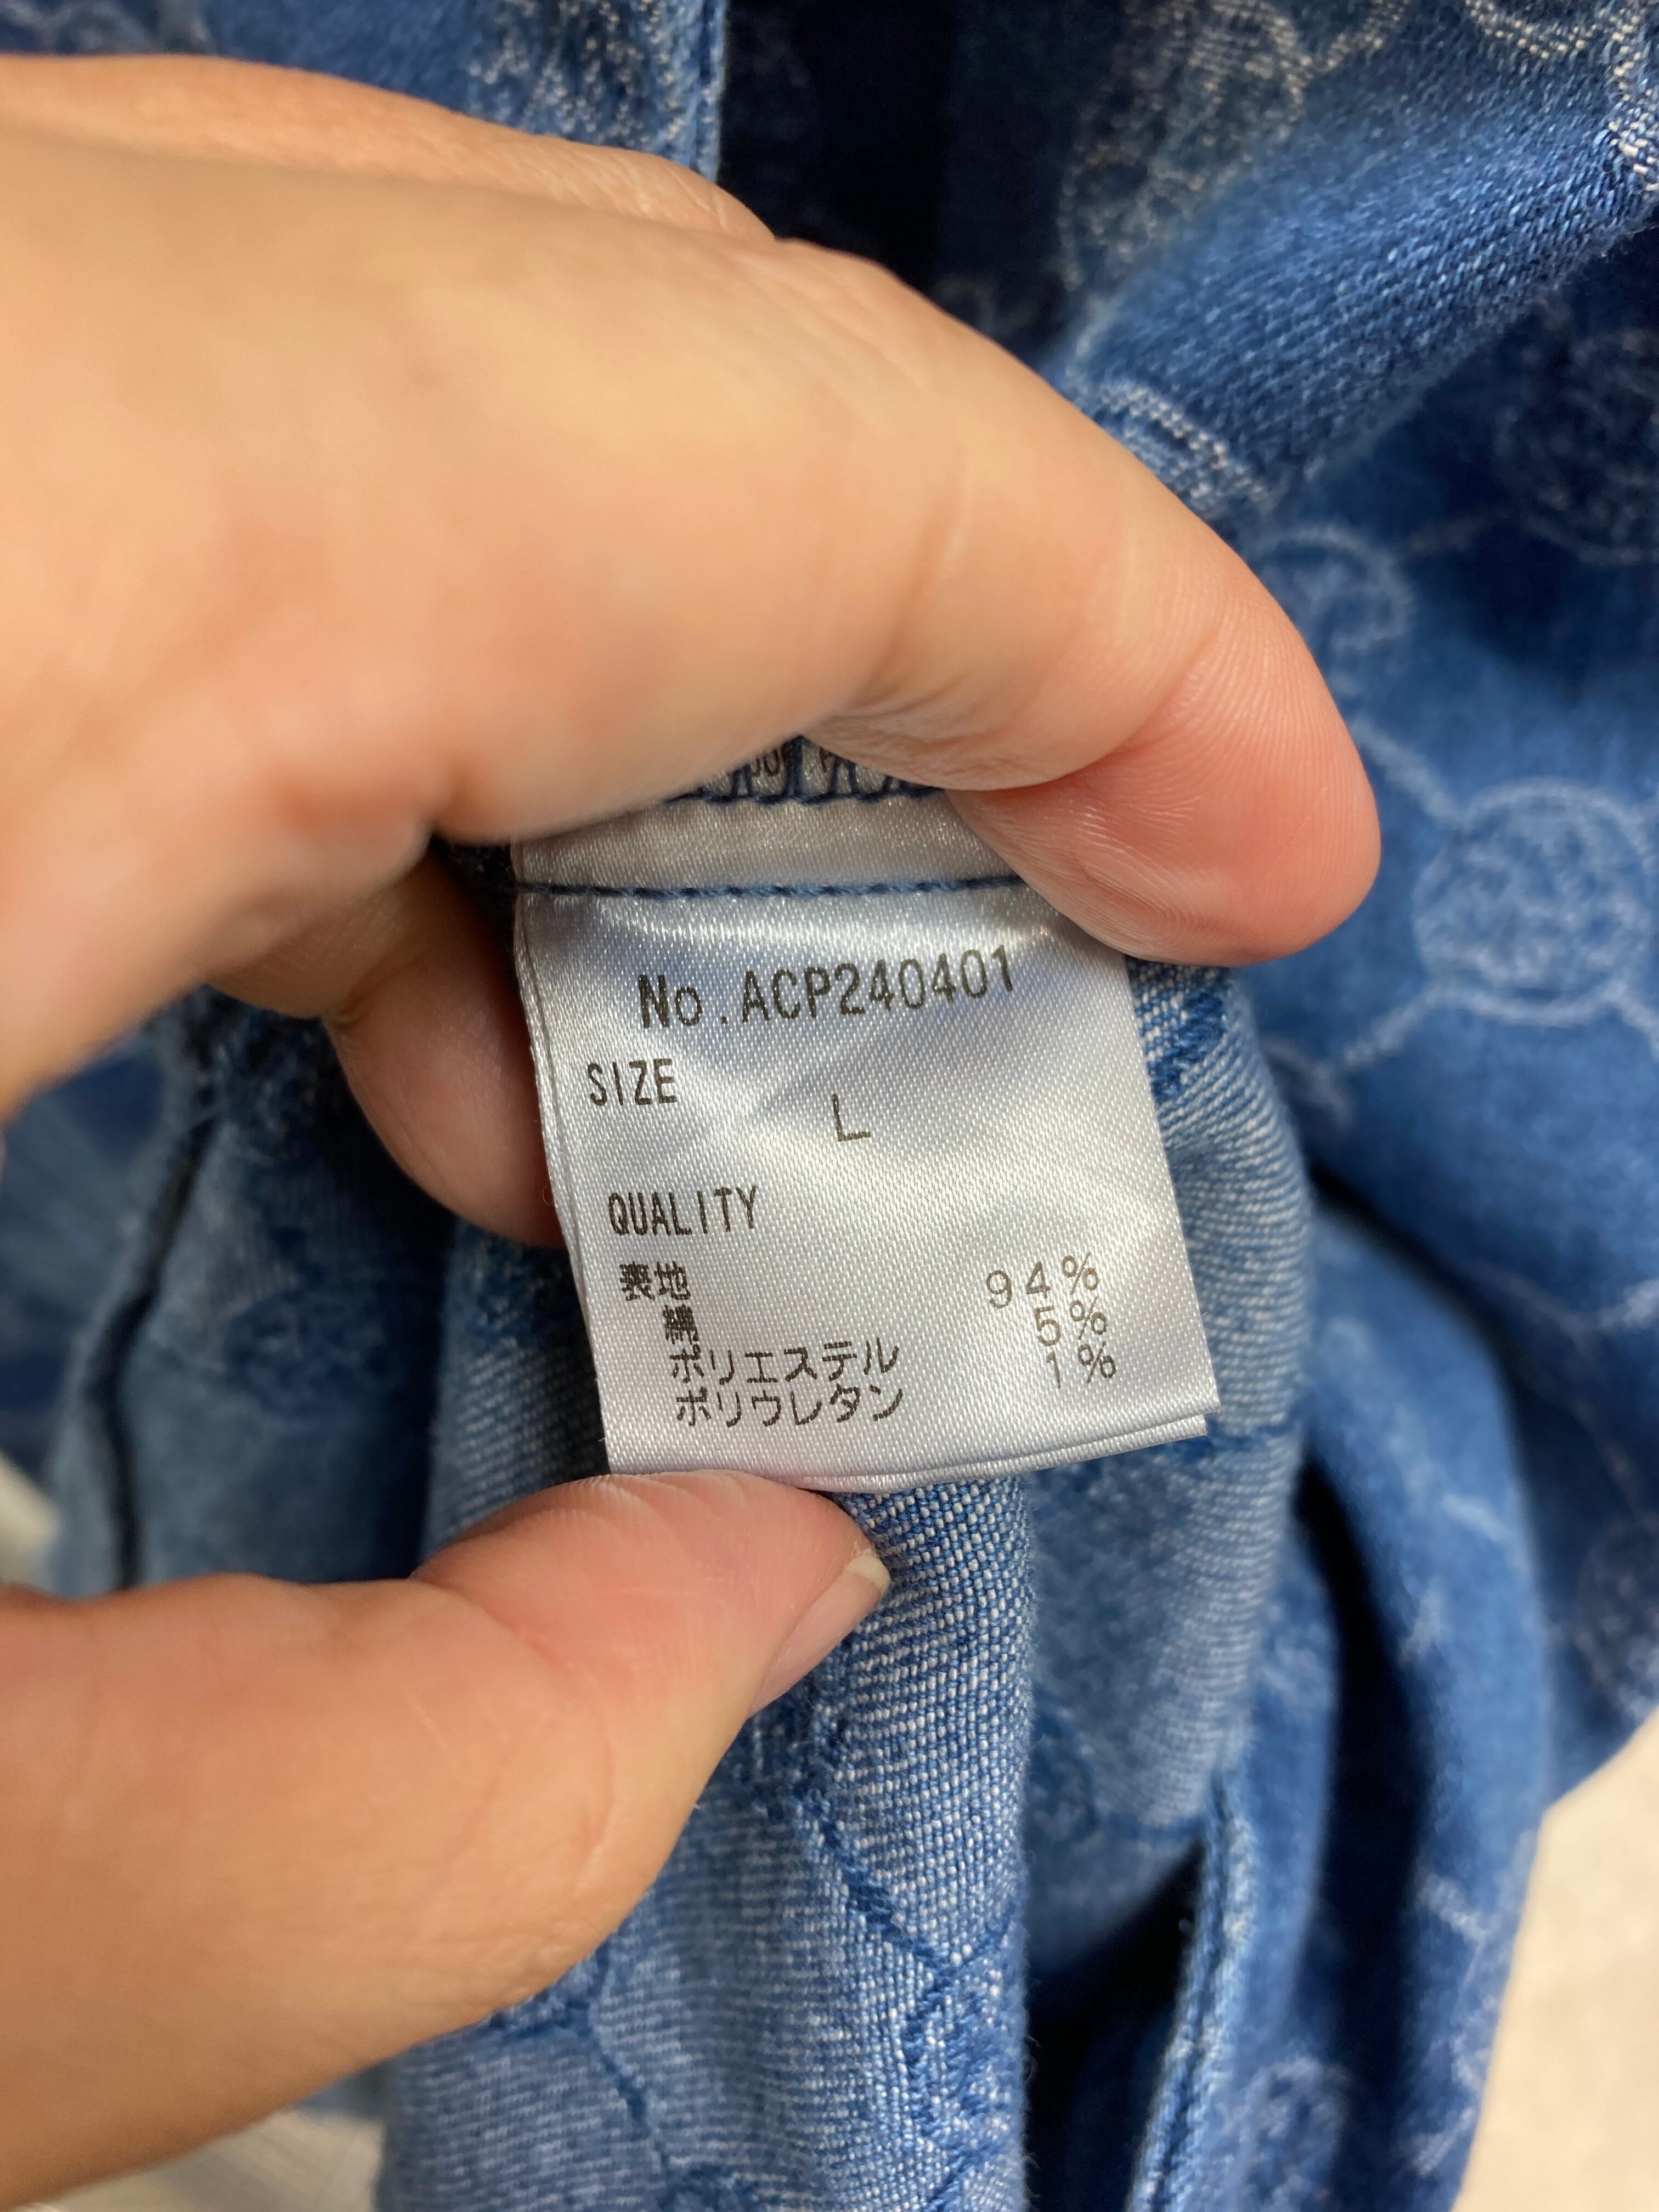 No.ACP240401
SIZE
L
QUALITY
表地 94%
綿 5%
ポリエステル 1%
ポリウレタン